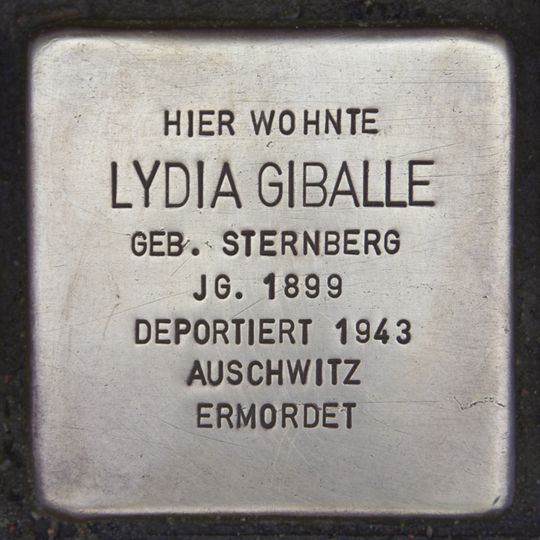 HIER WOHNTE
LYDIA GIBALLE
GEB. STERNBERG
JG. 1899
DEPORTIERT 1943
AUSCHWITZ
ERMORDET